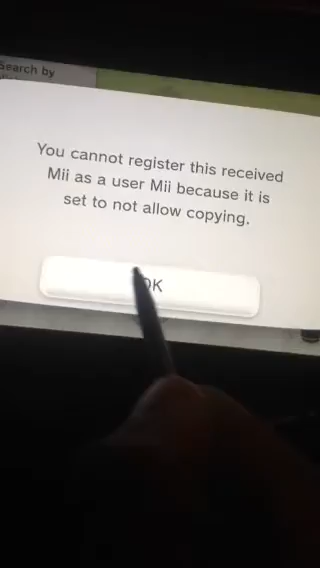 Search by
You cannot register this received
Mii as a user Mii because it is
set to not allow copying.
OK